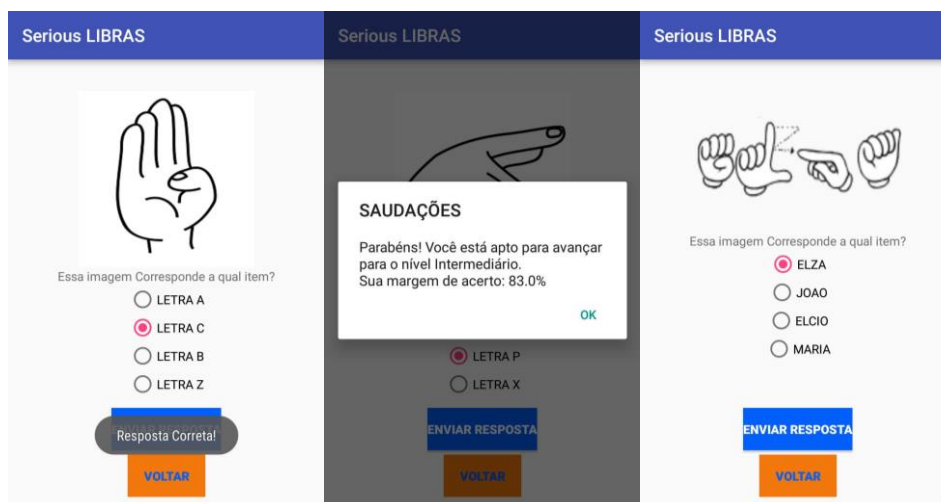 Serious LIBRAS
Essa imagem Corresponde a qual item?
LETRA A
LETRA C
LETRA B
LETRA Z
ENVIAR RESPOSTA
Resposta Correta!
VOLTAR
Serious LIBRAS
SAUDAÇÕES
Parabéns! Você está apto para avançar
para o nível Intermediário.
Sua margem de acerto: 83.0%
OK
LETRA P
LETRA X
ENVIAR RESPOSTA
VOLTAR
Serious LIBRAS
Essa imagem Corresponde a qual item?
ELZA
JOAO
ELCIO
MARIA
ENVIAR RESPOSTA
VOLTAR